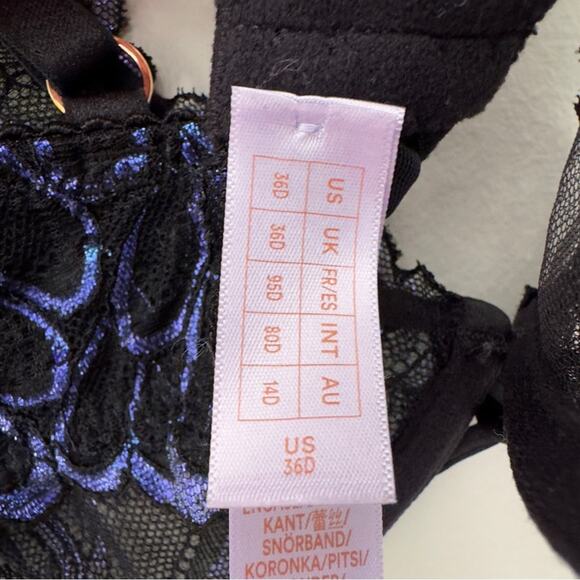 US UK FR/ES INT AU
36D 36D 95D 80D 14D
US
36D
KANT/蕾丝/
SNÖRBAND/
KORONKA/PITSI/